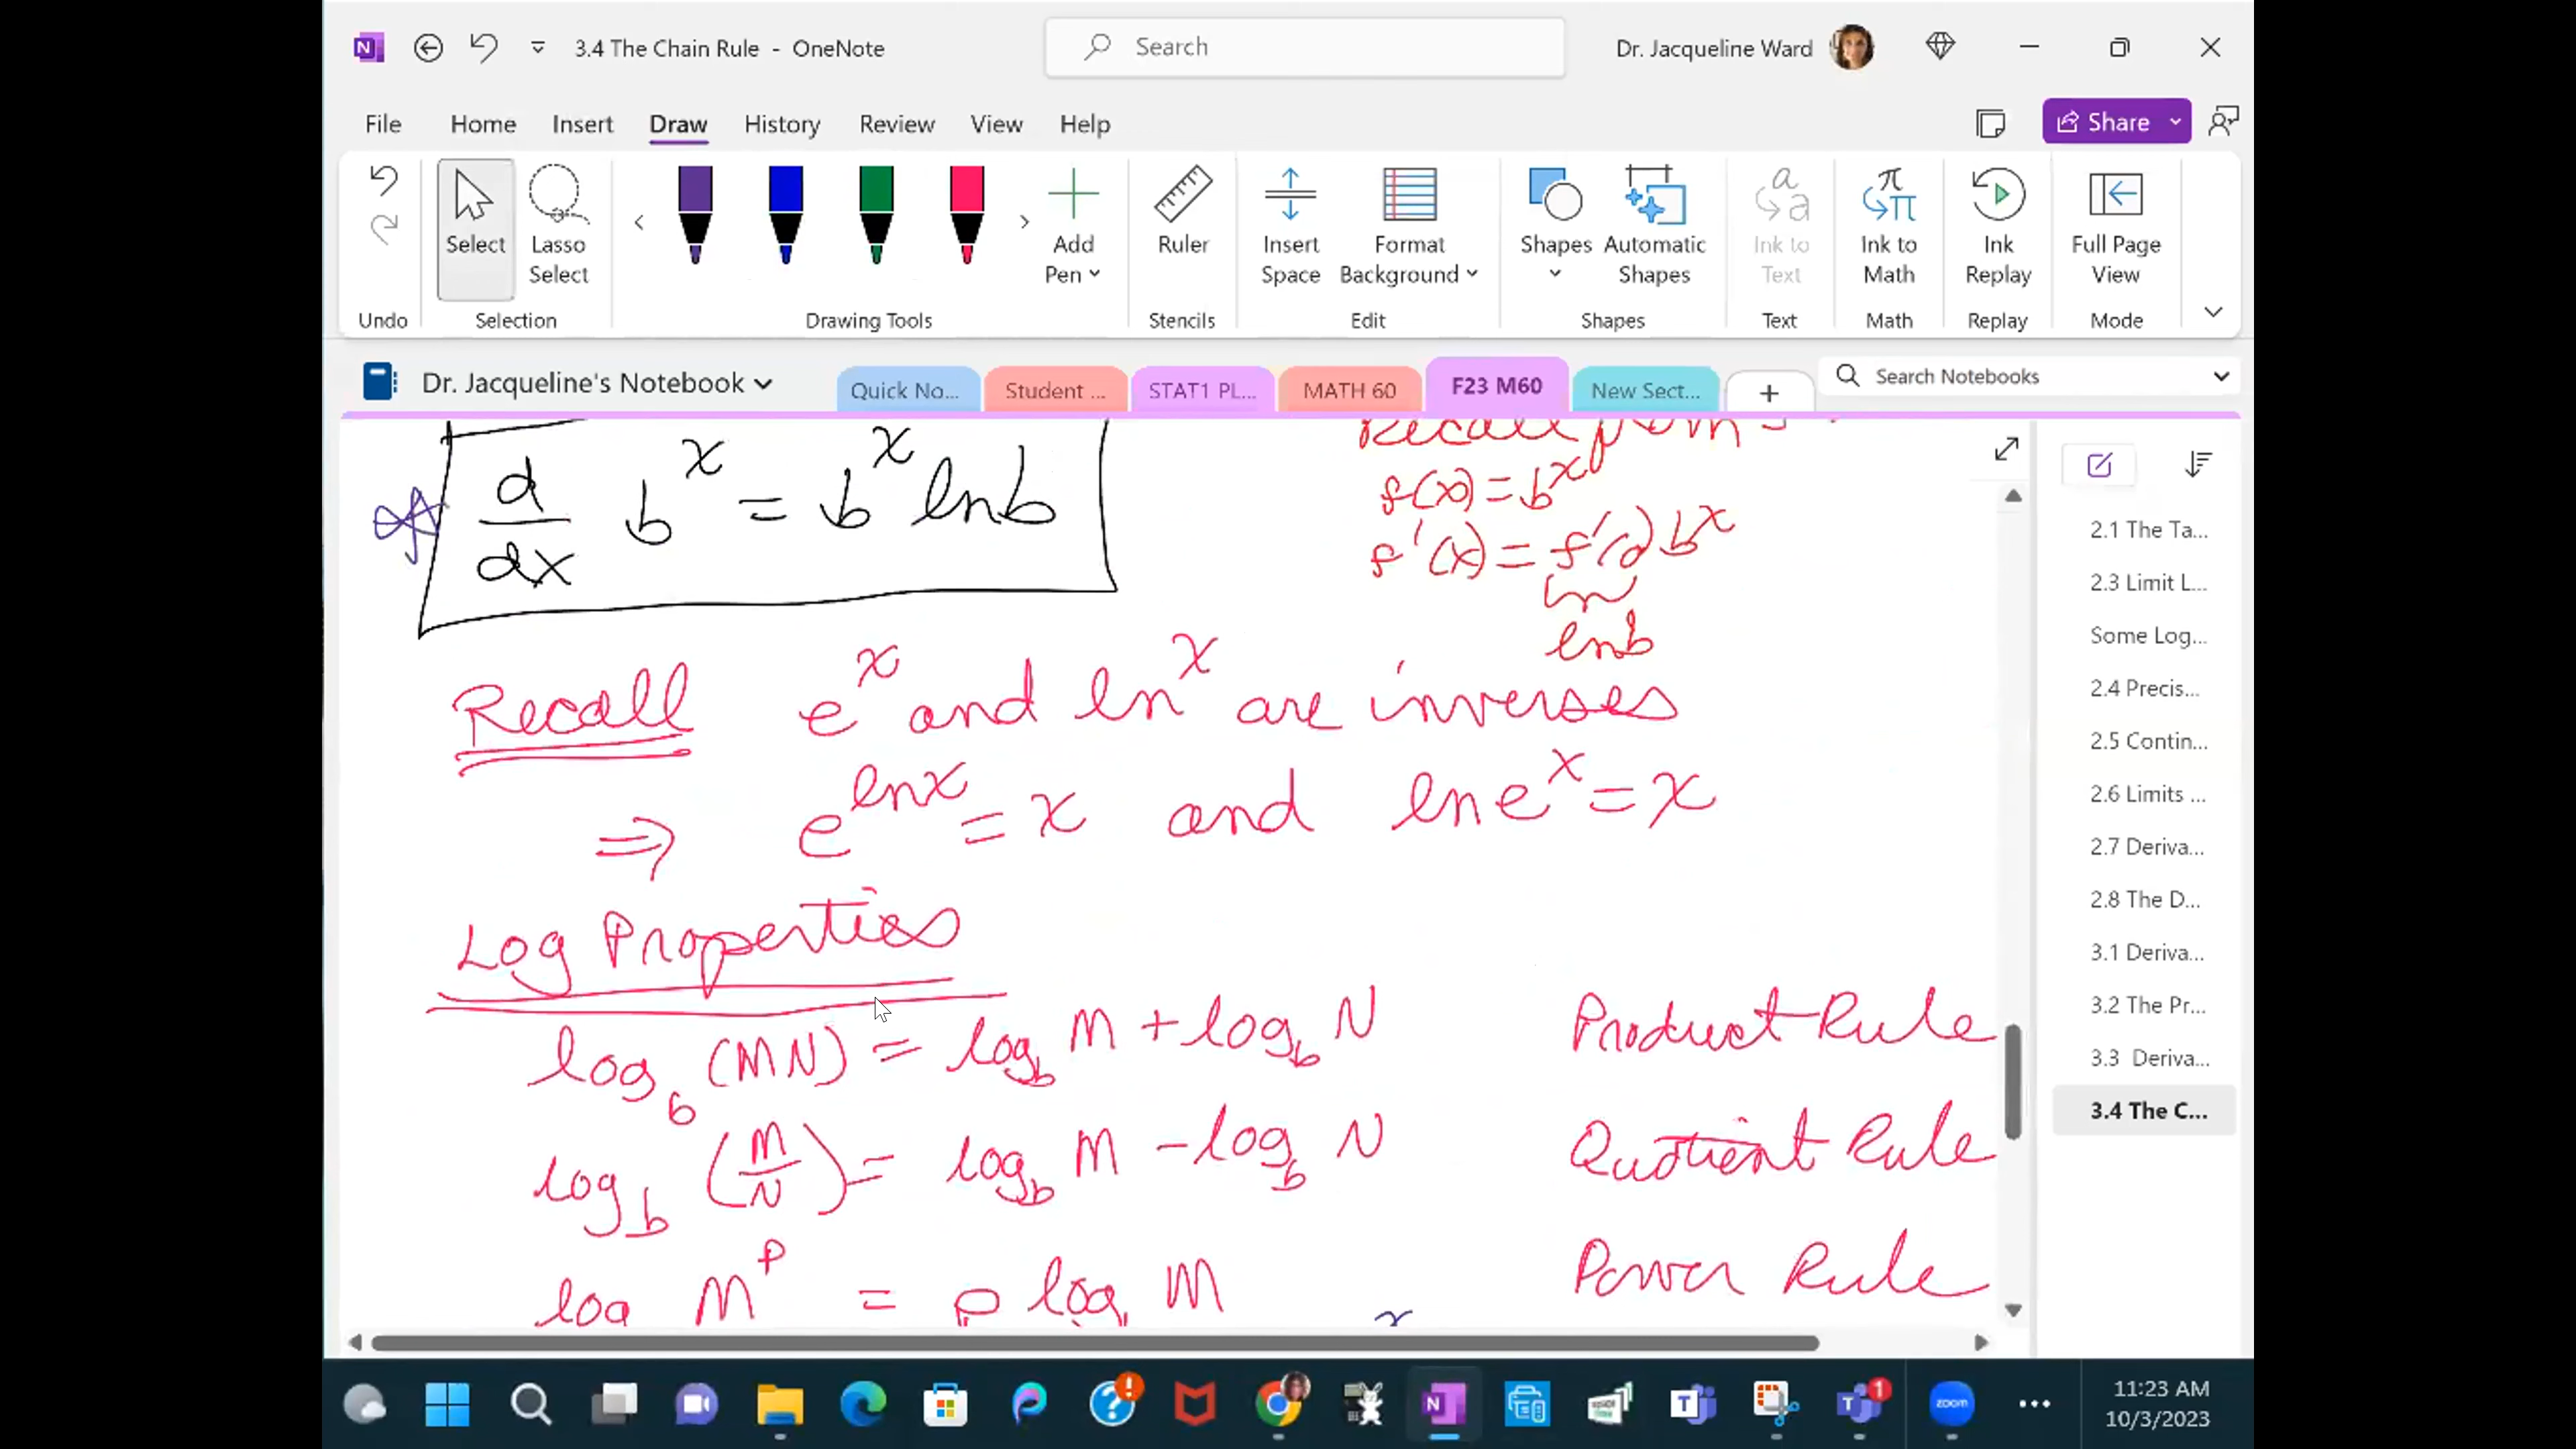 3.4 The Chain Rule - OneNote
Search
Dr. Jacqueline Ward
File Home Insert Draw History Review View Help
Share
Select
Lasso Select
Add Pen
Ruler
Insert Space
Format Background
Shapes
Automatic Shapes
Ink to Text
Ink to Math
Ink Replay
Full Page View
Undo Selection Drawing Tools Stencils Edit Shapes Text Math Replay Mode
Dr. Jacqueline's Notebook
Quick No... Student ... STAT1 PL... MATH 60 F23 M60 New Sect... +
Search Notebooks
d/dx b^x = b^x ln b
Recall from
f(x) = b^x
f'(x) = f'(0) b^x
ln b
Recall e^x and ln^x are inverses
⇒ e^{ln x} = x and ln e^x = x
Log Properties
log_b (MN) = log_b M + log_b N Product Rule
log_b (M/N) = log_b M - log_b N Quotient Rule
log M^p = p log M Power Rule
x
2.1 The Ta...
2.3 Limit L...
Some Log...
2.4 Precis...
2.5 Contin...
2.6 Limits ...
2.7 Deriva...
2.8 The D...
3.1 Deriva...
3.2 The Pr...
3.3 Deriva...
3.4 The C...
zoom
1
11:23 AM
10/3/2023